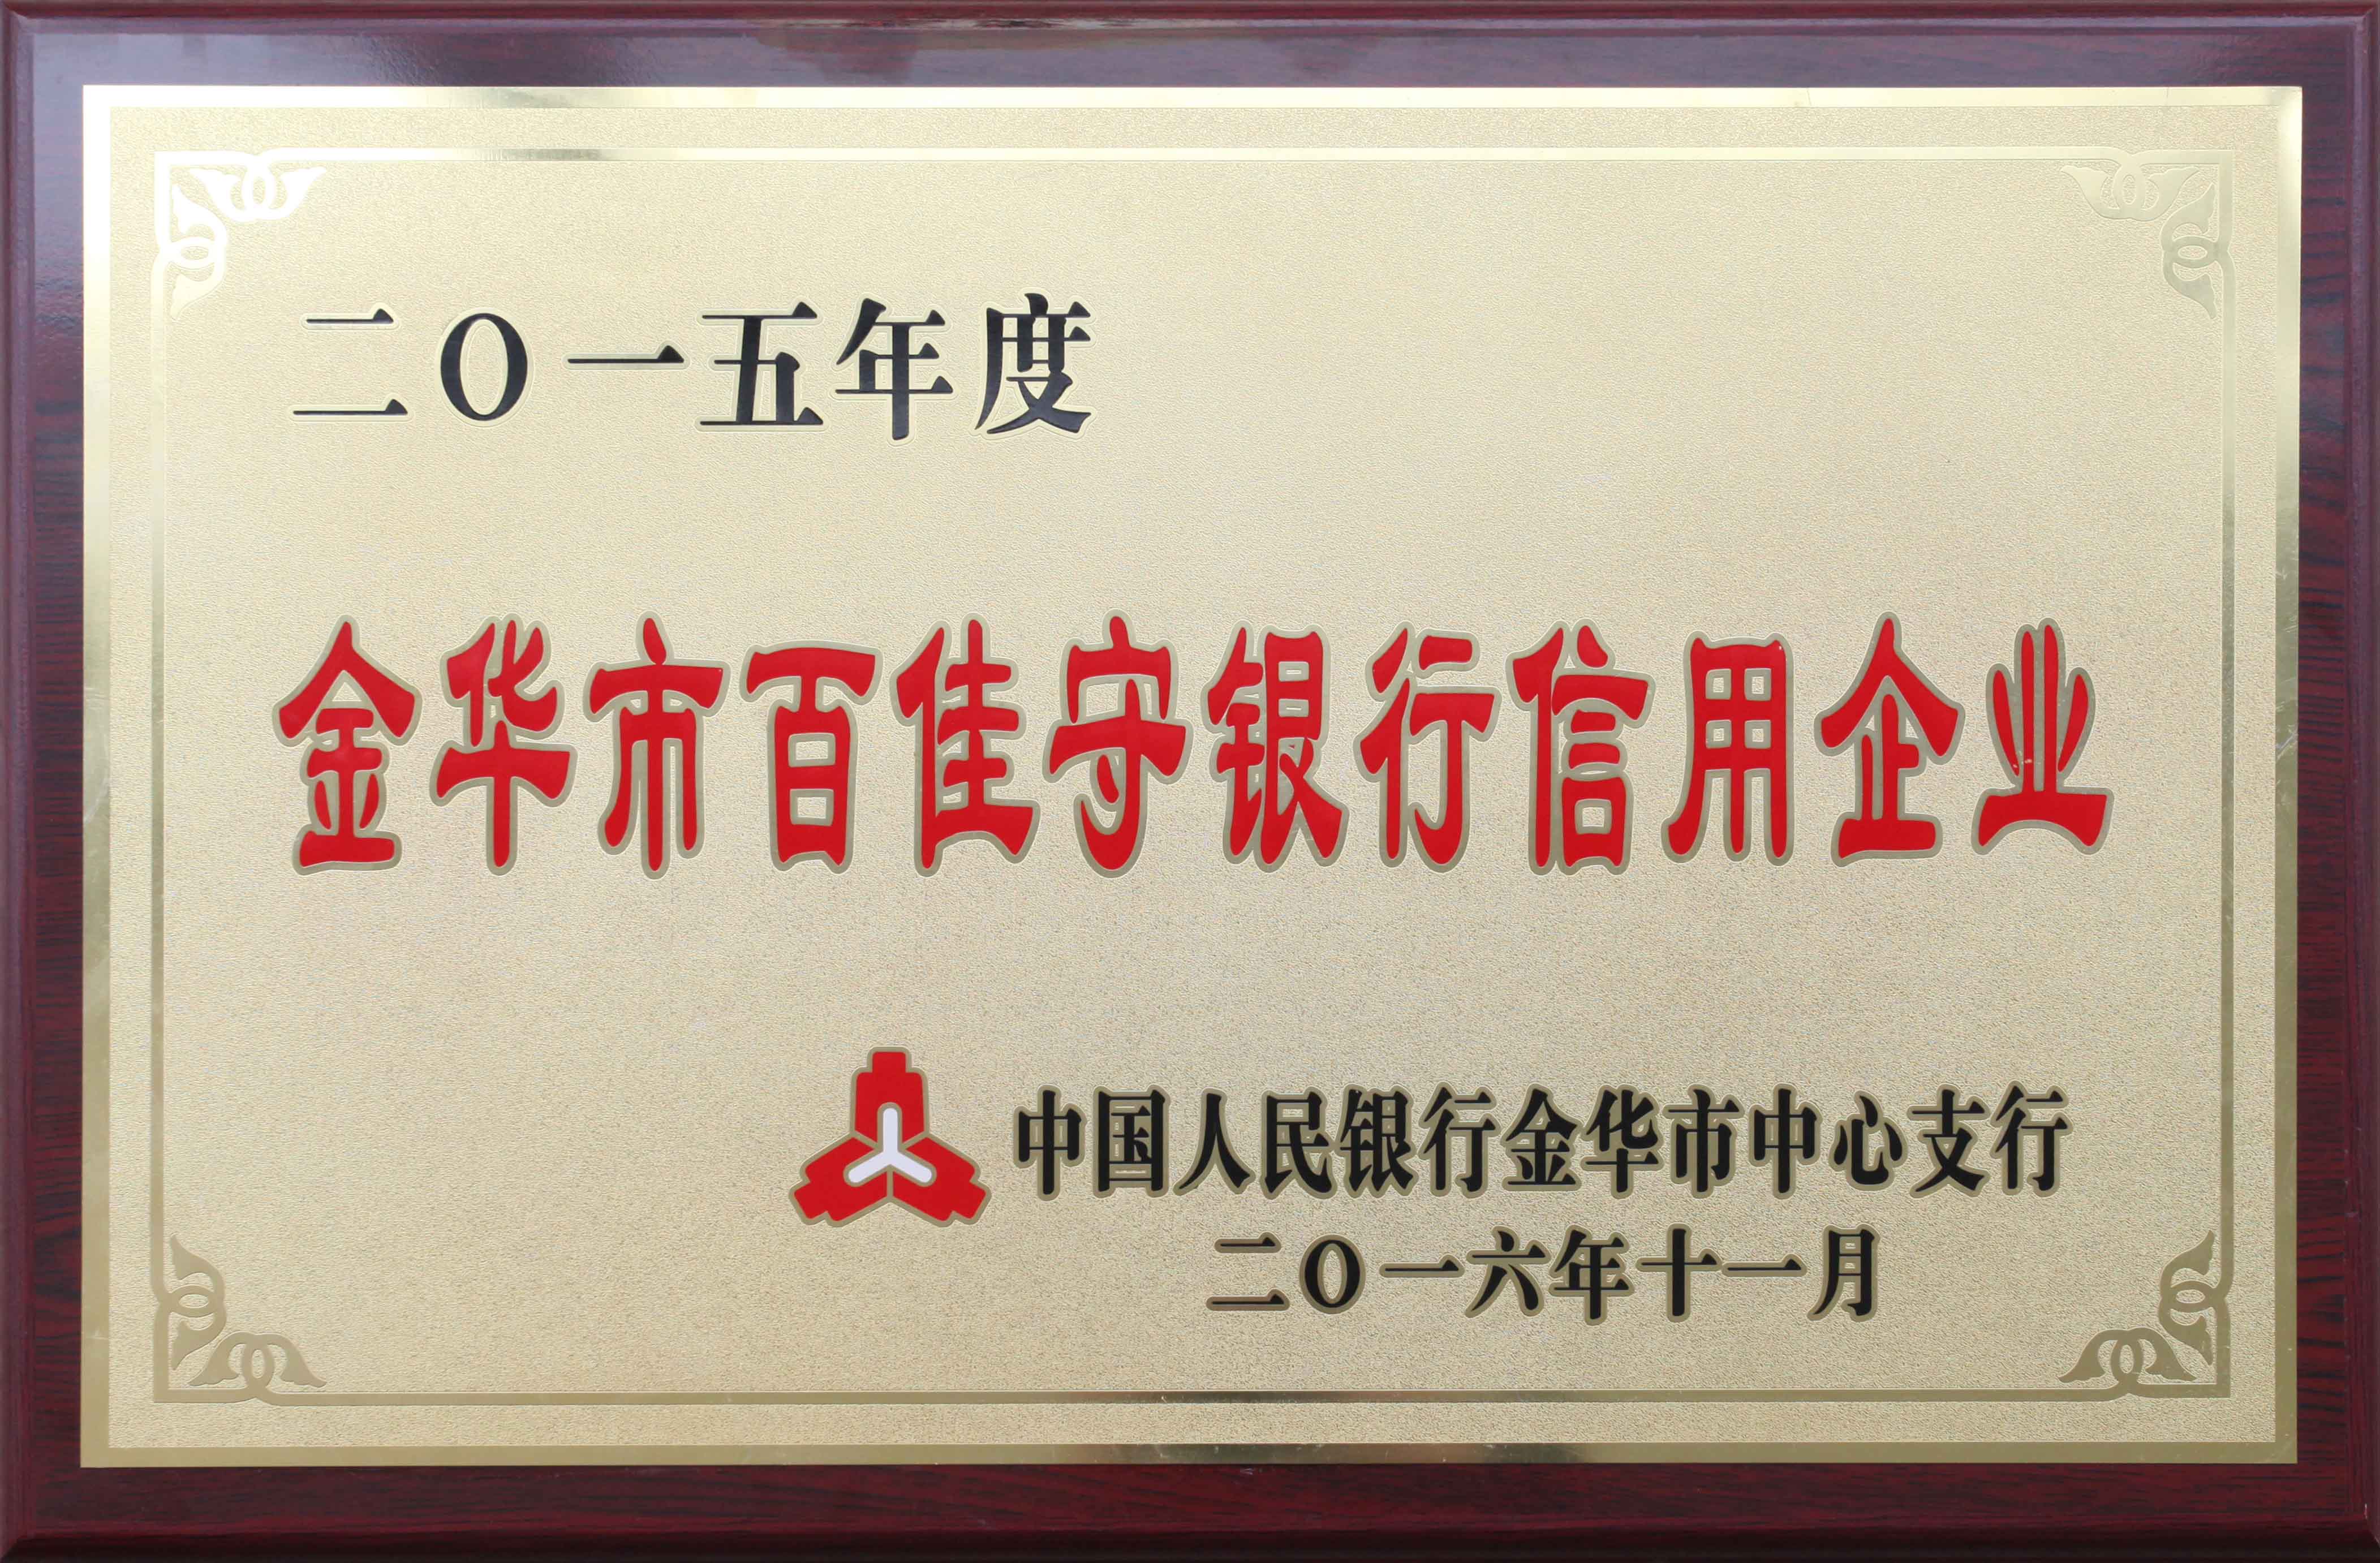 二〇一五年度
金华市百佳守银行信用企业
中国人民银行金华市中心支行
二〇一六年十一月